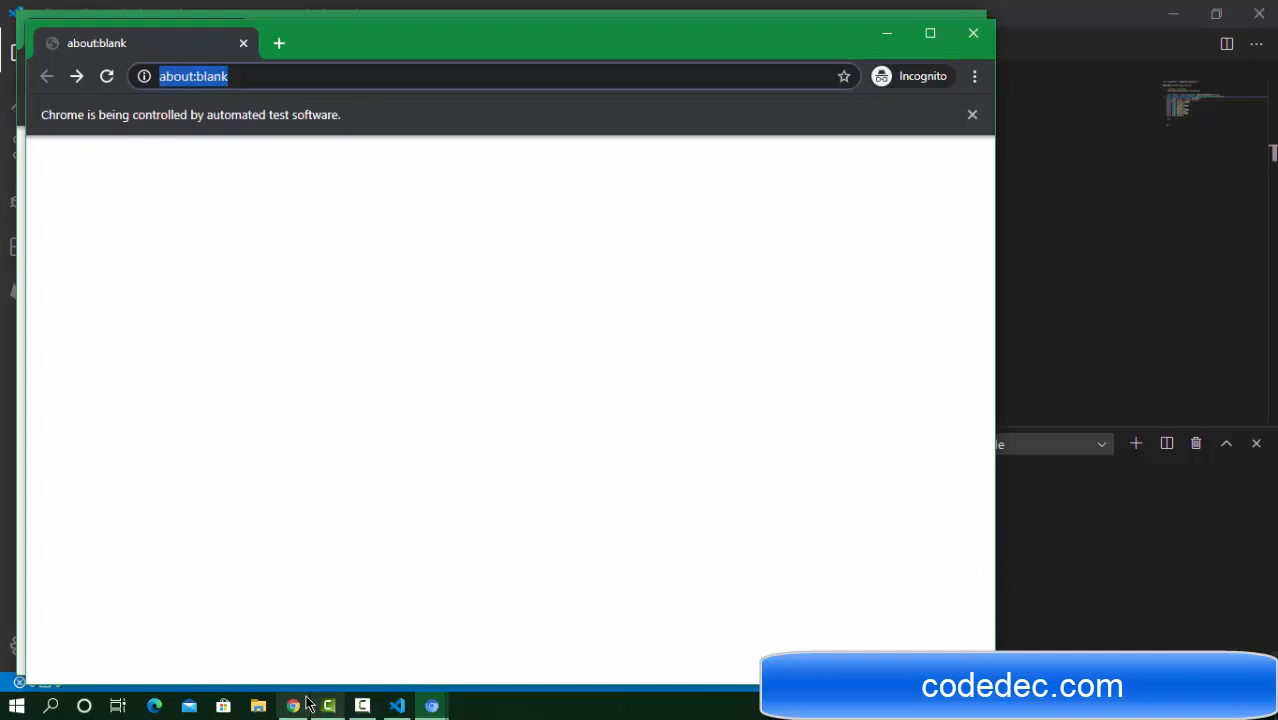 about:blank
about:blank
Incognito
Chrome is being controlled by automated test software.
codedec.com